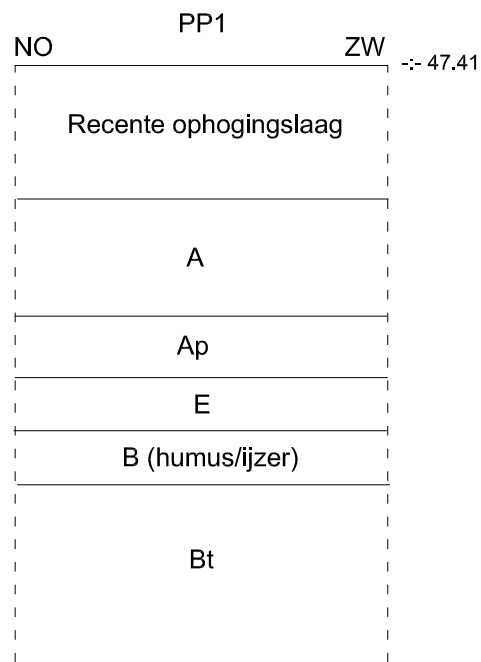 PP1
NO ZW
-:- 47.41
Recente ophogingslaag
A
Ap
E
B (humus/ijzer)
Bt